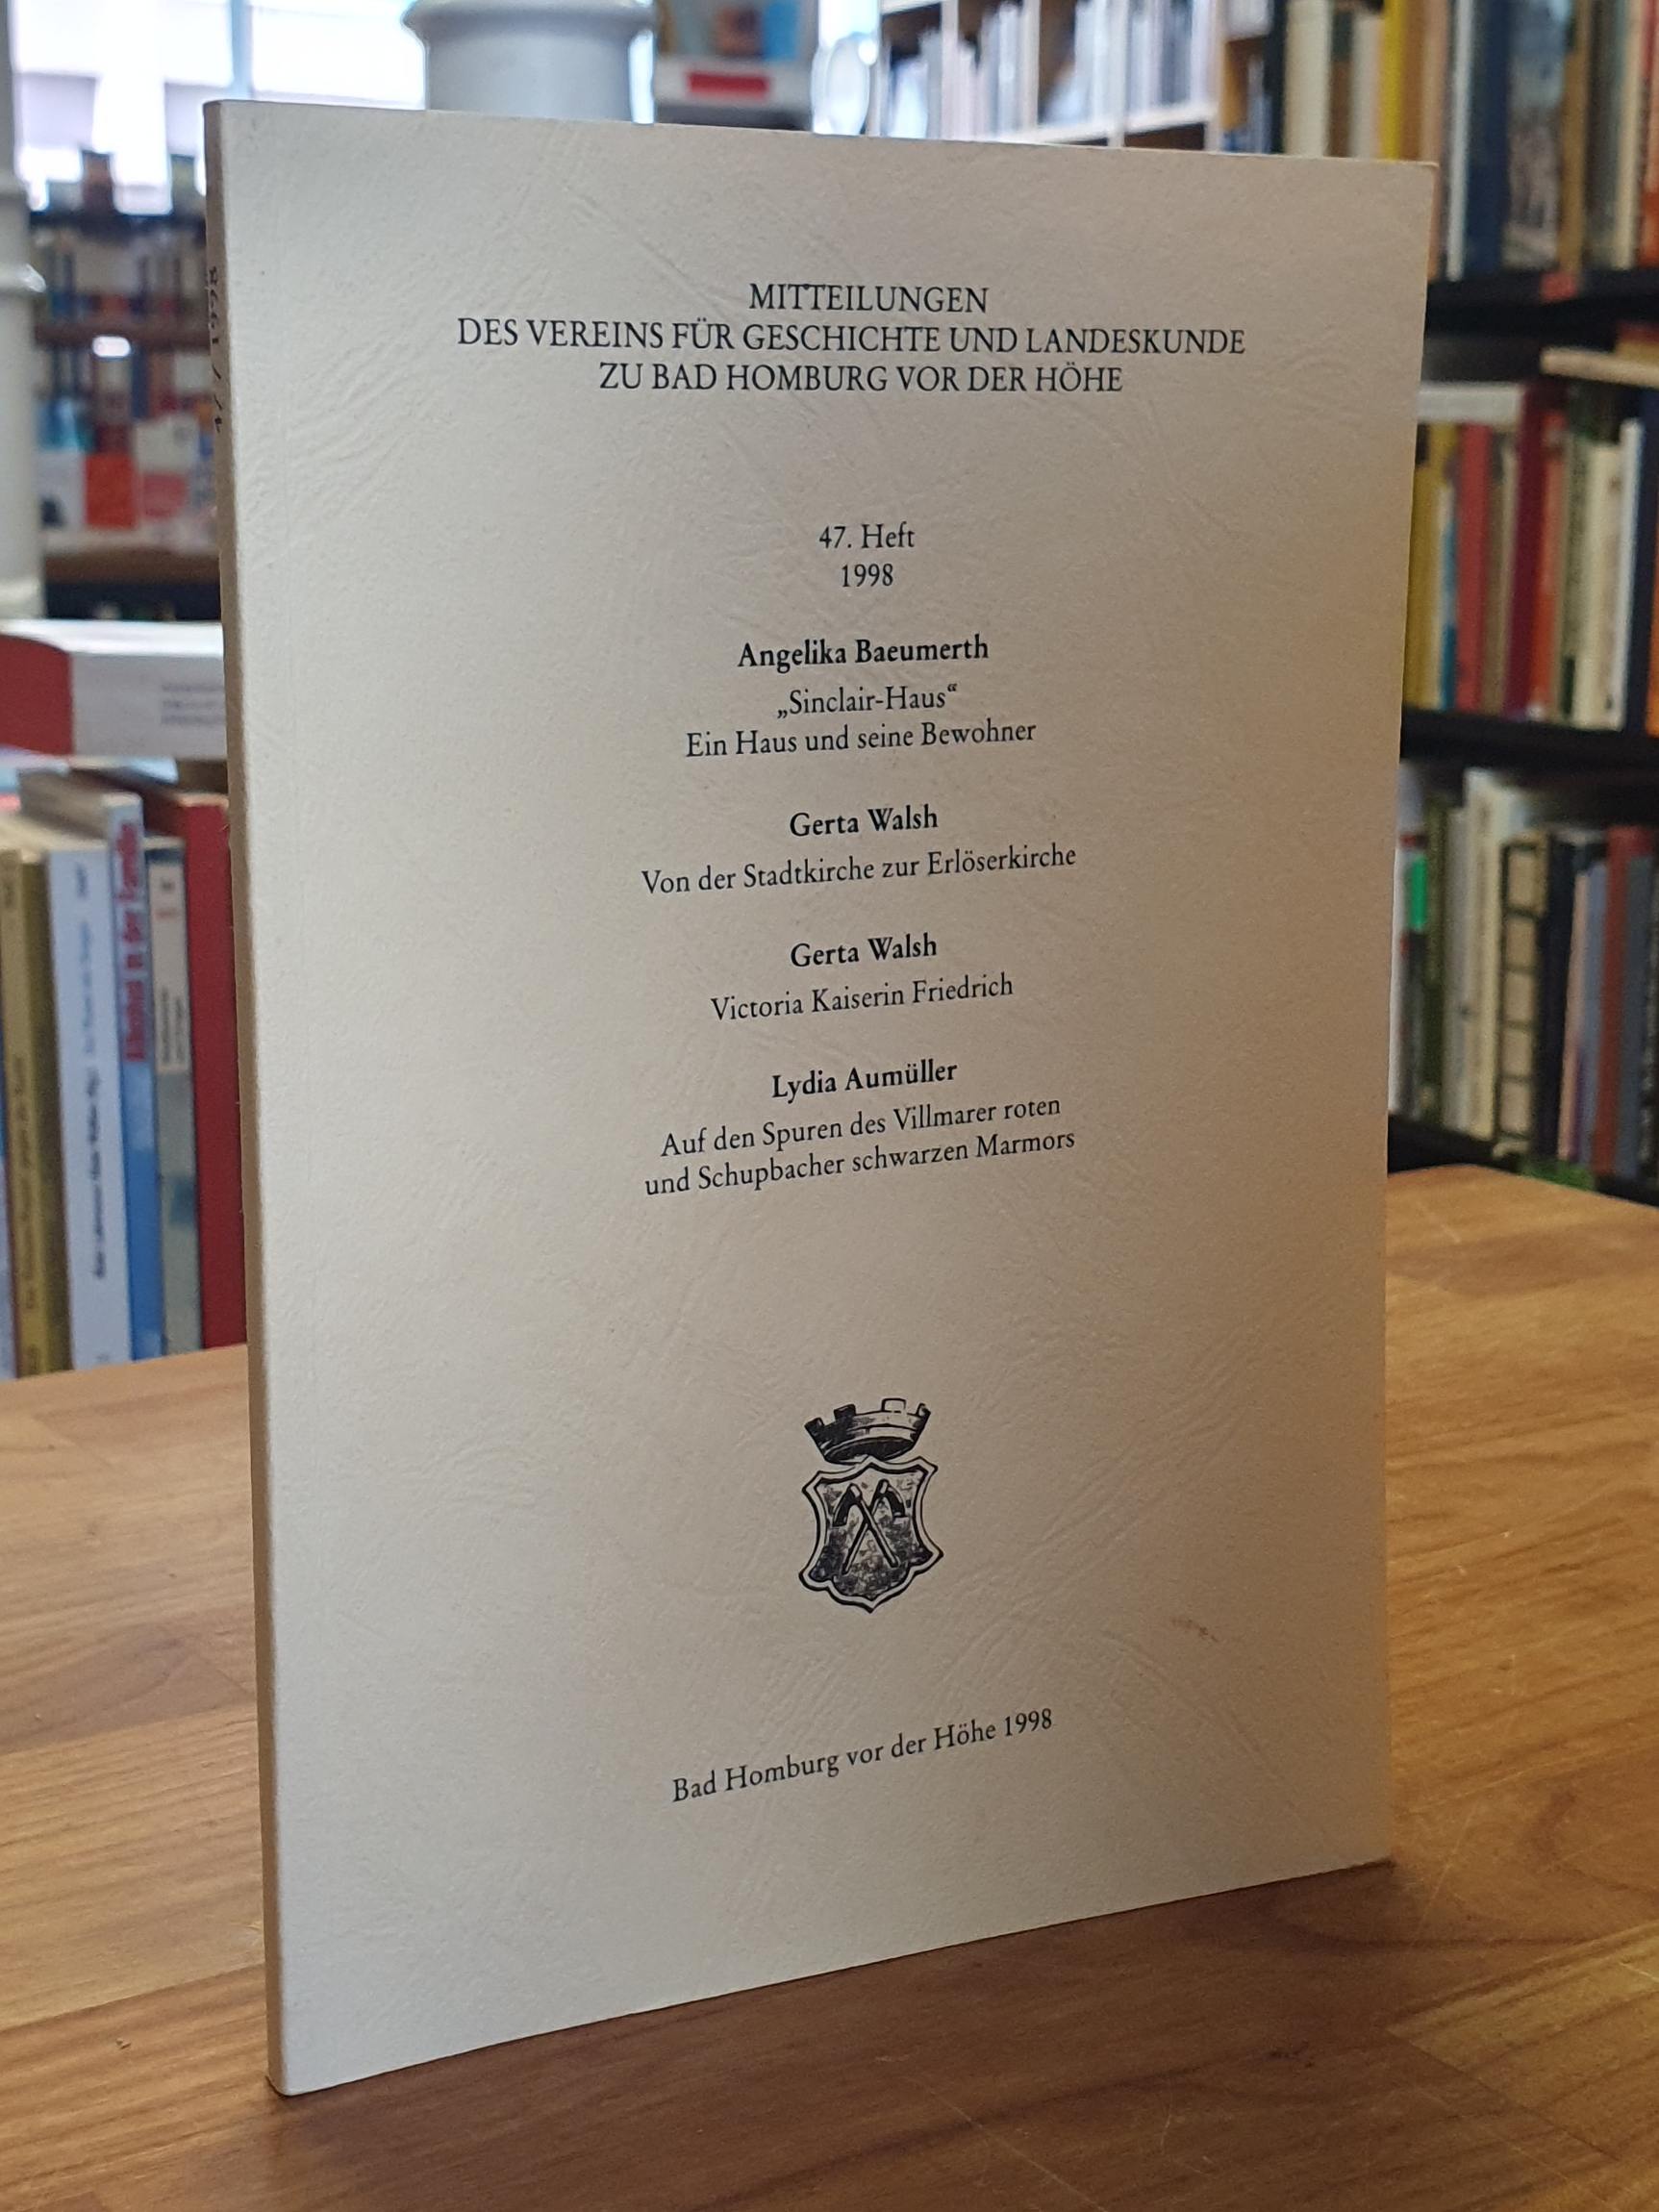 MITTEILUNGEN
DES VEREINS FÜR GESCHICHTE UND LANDESKUNDE
ZU BAD HOMBURG VOR DER HÖHE
47. Heft
1998
Angelika Baeumerth
„Sinclair-Haus“
Ein Haus und seine Bewohner
Gerta Walsh
Von der Stadtkirche zur Erlöserkirche
Gerta Walsh
Victoria Kaiserin Friedrich
Lydia Aumüller
Auf den Spuren des Villmarer roten
und Schupbacher schwarzen Marmors
Bad Homburg vor der Höhe 1998